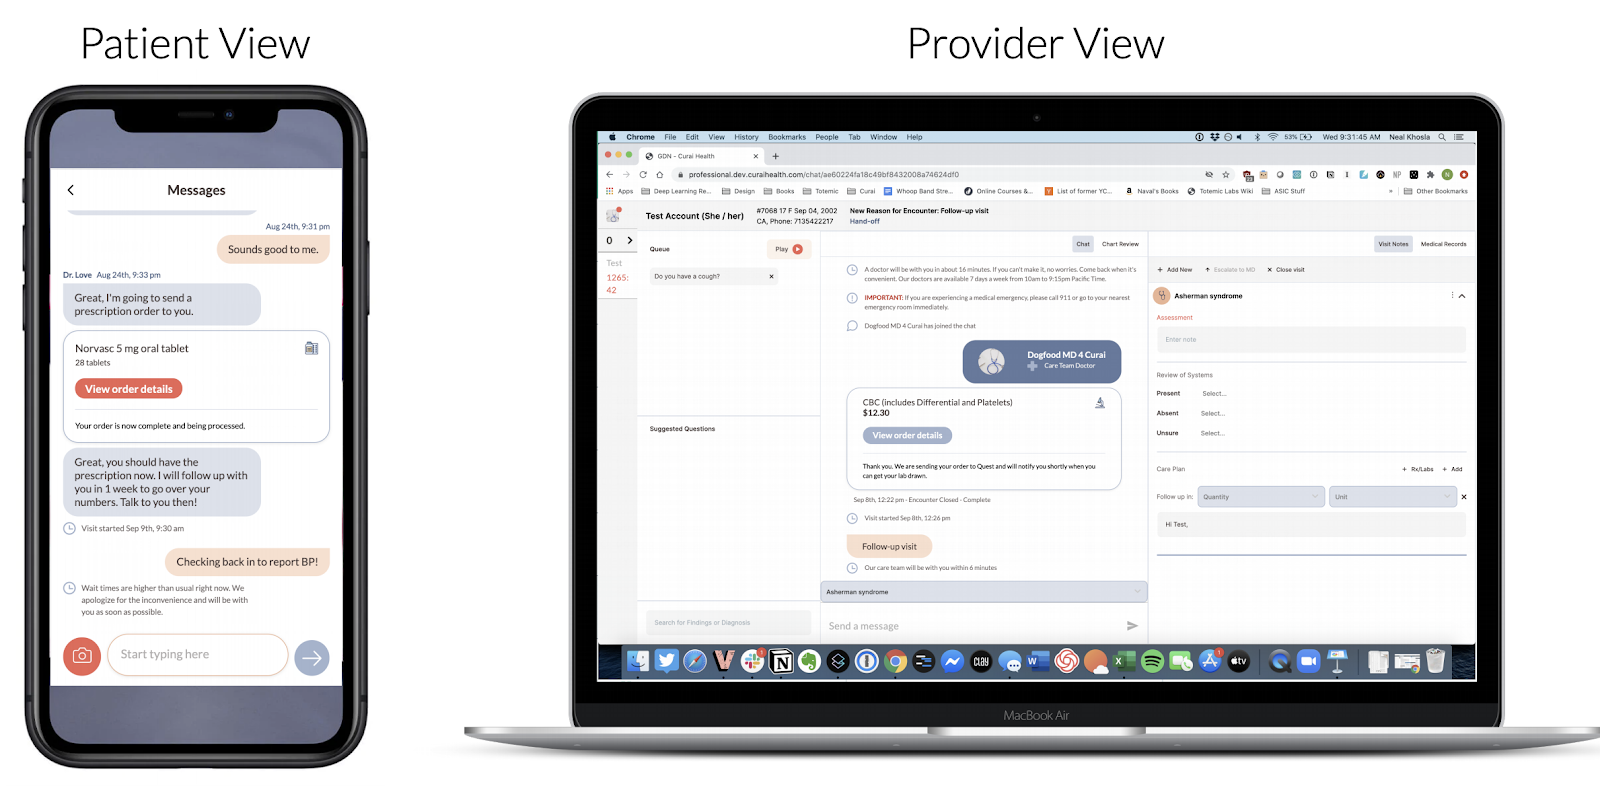 Patient View
Provider View
Messages
Aug 24th, 9:31 pm
Sounds good to me.
Dr. Love Aug 24th, 9:33 pm
Great, I'm going to send a
prescription order to you.
Norvasc 5 mg oral tablet
28 tablets
View order details
Your order is now complete and being processed.
Great, you should have the
prescription now. I will follow up with
you in 1 week to go over your
numbers. Talk to you then!
Visit started Sep 9th, 9:30 am
Checking back in to report BP!
Wait times are higher than usual right now. We
apologize for the inconvenience and will be with
you as soon as possible.
Start typing here
Chrome File Edit View History Bookmarks People Tab Window Help
53% Wed 9:31:45 AM Neal Khosla
GDN - Curai Health
professional.dev.curaihealth.com/chat/ae60224fa18c49bf8432008a74624df0
Apps Deep Learning Re... Design Books Totemic Curai Whoop Band Stre... Online Courses &... List of former YC... Naval's Books Totemic Labs Wiki ASIC Stuff » Other Bookmarks
Test Account (She / her)
#7068 17 F Sep 04, 2002
CA, Phone: 7135422217
New Reason for Encounter: Follow-up visit
Hand-off
0
Test
1265:
42
Queue
Play
Do you have a cough?
Suggested Questions
Search for Findings or Diagnosis
Chat Chart Review
A doctor will be with you in about 16 minutes. If you can't make it, no worries. Come back when it's
convenient. Our doctors are available 7 days a week from 10am to 9:15pm Pacific Time.
IMPORTANT: If you are experiencing a medical emergency, please call 911 or go to your nearest
emergency room immediately.
Dogfood MD 4 Curai has joined the chat
Dogfood MD 4 Curai
Care Team Doctor
CBC (includes Differential and Platelets)
$12.30
View order details
Thank you. We are sending your order to Quest and will notify you shortly when you
can get your lab drawn.
Sep 8th, 12:22 pm - Encounter Closed - Complete
Visit started Sep 8th, 12:26 pm
Follow-up visit
Our care team will be with you within 6 minutes
Asherman syndrome
Send a message
Visit Notes Medical Records
+ Add New Escalate to MD Close visit
Asherman syndrome
Assessment
Enter note
Review of Systems
Present Select...
Absent Select...
Unsure Select...
Care Plan + Rx/Labs + Add
Follow up in: Quantity Unit
Hi Test,
CLAY
tv
MacBook Air